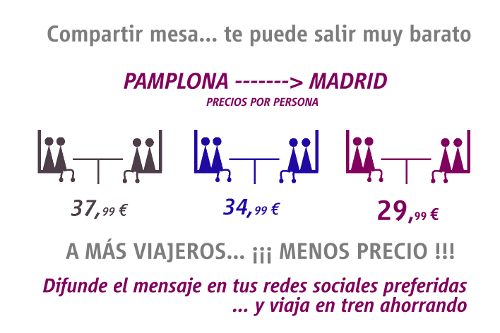 Compartir mesa... te puede salir muy barato
PAMPLONA -------> MADRID
PRECIOS POR PERSONA
37,99 € 34,99 € 29,99 €
A MÁS VIAJEROS... ¡¡¡ MENOS PRECIO !!!
Difunde el mensaje en tus redes sociales preferidas
... y viaja en tren ahorrando